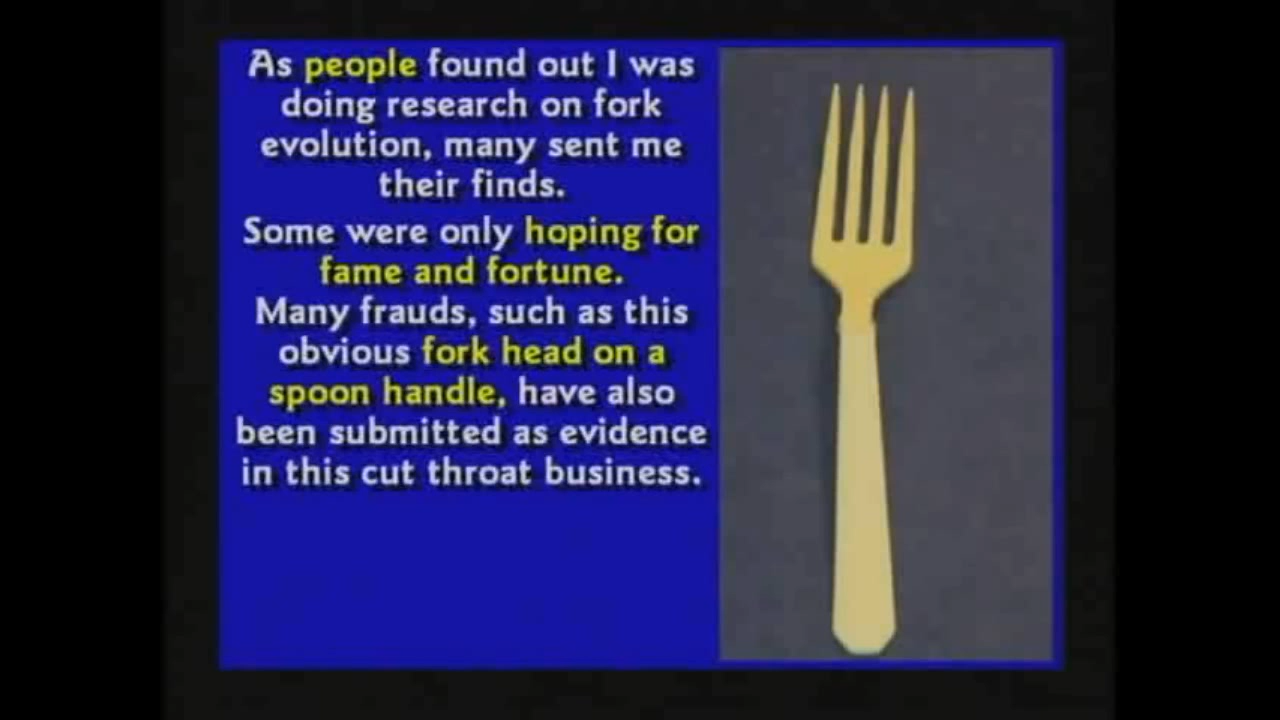 As people found out I was
doing research on fork
evolution, many sent me
their finds.
Some were only hoping for
fame and fortune.
Many frauds, such as this
obvious fork head on a
spoon handle, have also
been submitted as evidence
in this cut throat business.